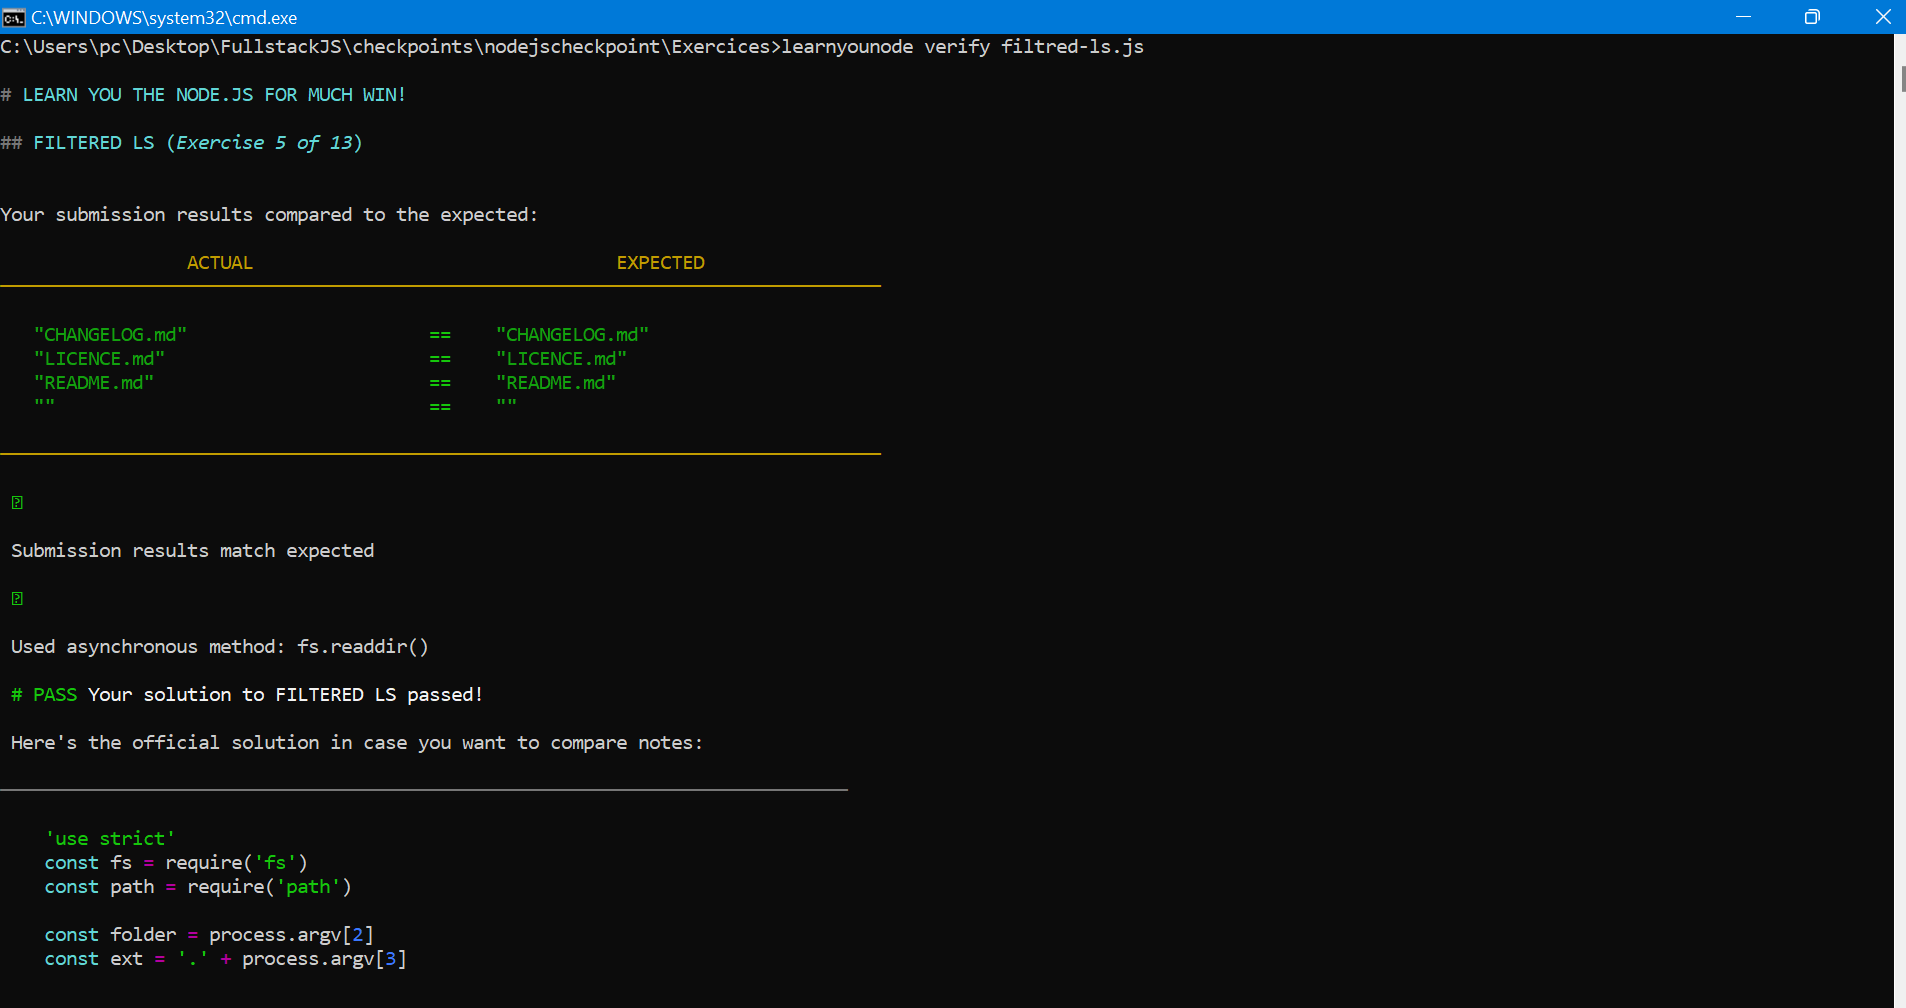 C:\WINDOWS\system32\cmd.exe
C:\Users\pc\Desktop\FullstackJS\checkpoints\nodejscheckpoint\Exercices>learnyounode verify filtred-ls.js
# LEARN YOU THE NODE.JS FOR MUCH WIN!
## FILTERED LS (Exercise 5 of 13)
Your submission results compared to the expected:
ACTUAL EXPECTED
"CHANGELOG.md" == "CHANGELOG.md"
"LICENCE.md" == "LICENCE.md"
"README.md" == "README.md"
"" == ""
Submission results match expected
Used asynchronous method: fs.readdir()
# PASS Your solution to FILTERED LS passed!
Here's the official solution in case you want to compare notes:
'use strict'
const fs = require('fs')
const path = require('path')
const folder = process.argv[2]
const ext = '.' + process.argv[3]